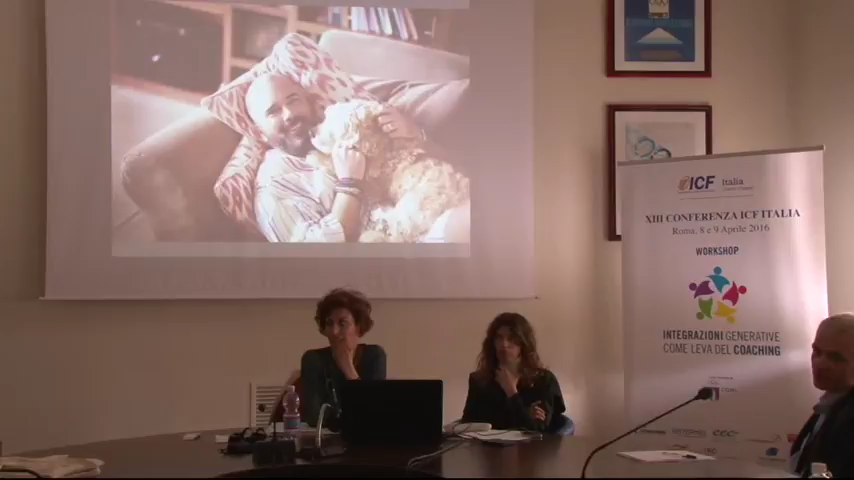 ICF Italia
XIII CONFERENZA ICF ITALIA
Roma, 8 e 9 Aprile 2016
WORKSHOP
INTEGRAZIONI GENERATIVE
COME LEVA DEL COACHING